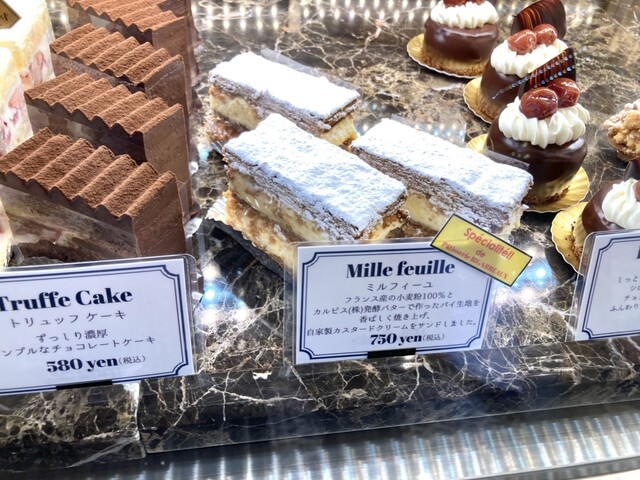 Truffe Cake
トリュッフ ケーキ
ずっしり濃厚
ンプルなチョコレートケーキ
580 yen(税込)
Mille feuille
ミルフィーユ
フランス産の小麦粉100%と
カルピス(株)発酵バターで作ったパイ生地を
香ばしく焼き上げ、
自家製カスタードクリームをサンドしました。
750 yen(税込)
Spécialité!!
de